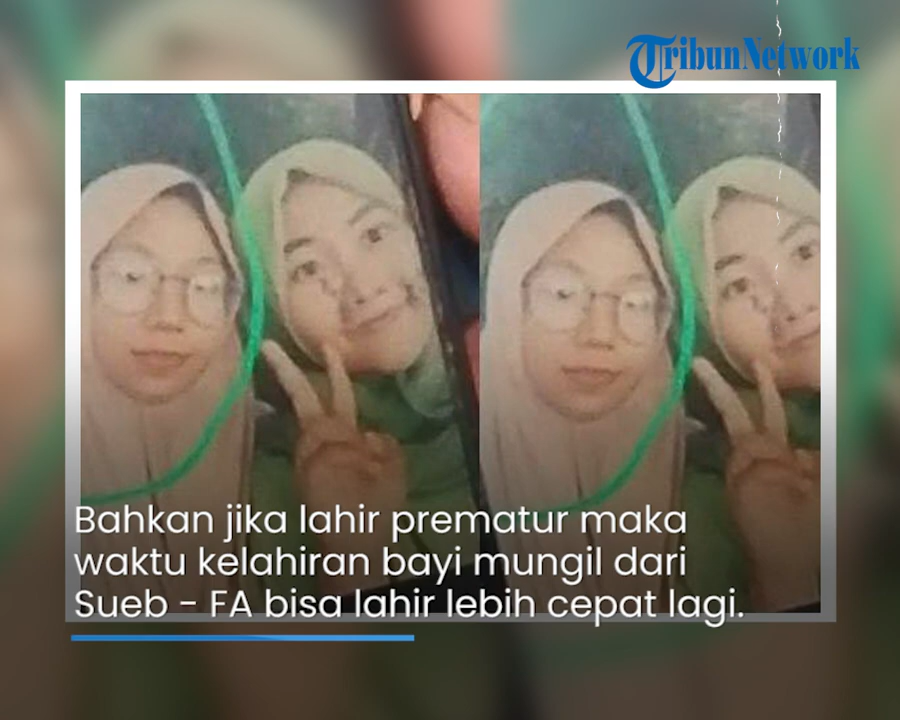 TribunNetwork
Bahkan jika lahir prematur maka
waktu kelahiran bayi mungil dari
Sueb - FA bisa lahir lebih cepat lagi.